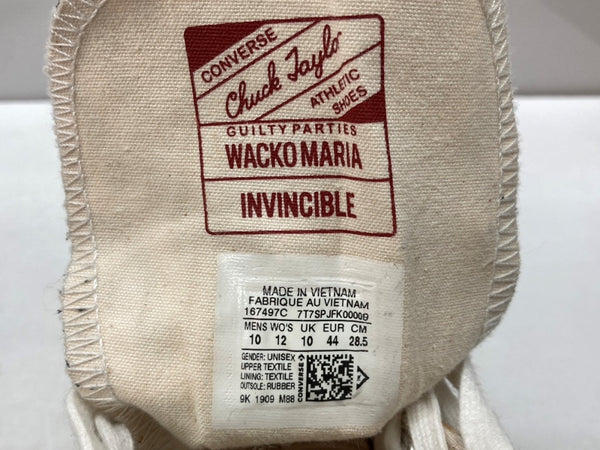 CONVERSE
Chuck Taylo
ATHLETIC
SHOES
GUILTY PARTIES
WACKO MARIA
INVINCIBLE
MADE IN VIETNAM
FABRIQUE AU VIETNAM
167497C 7T7SPJFK00009
MENS WO'S UK EUR CM
10 12 10 44 28.5
GENDER: UNISEX
UPPER:TEXTILE
LINING: TEXTILE
OUTSOLE: RUBBER
9K 1909 M88
CONVERSE